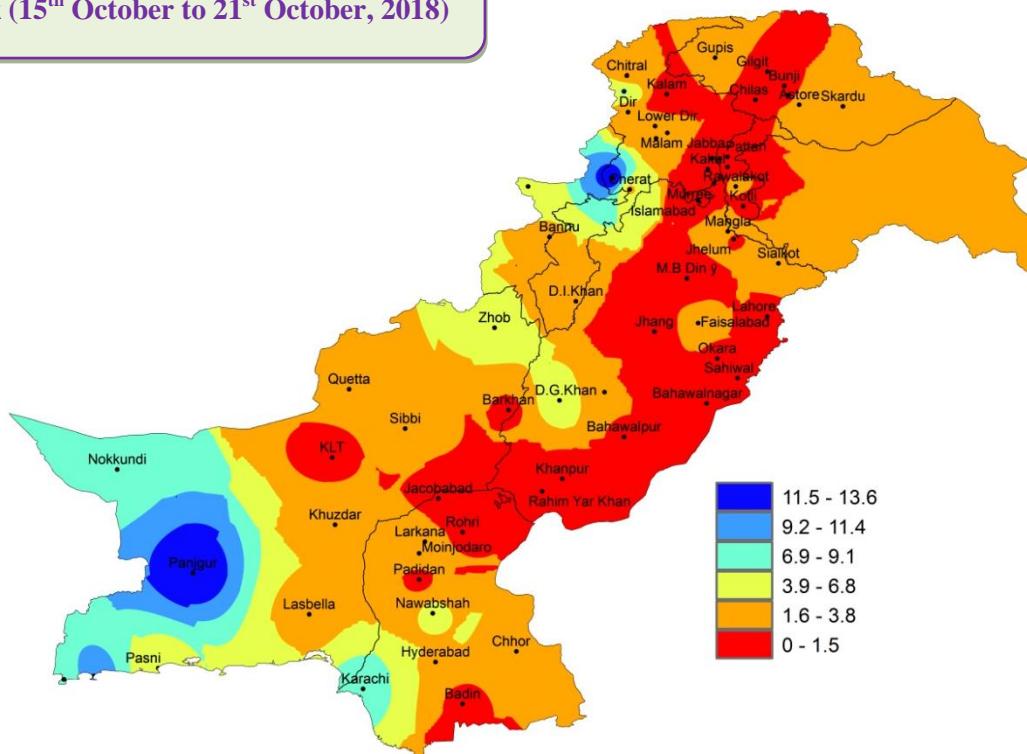 (15th October to 21st October, 2018)
Gupis
Chitral
Gilgit
Kalam
Bunji
Chilas
Astore
Skardu
Dir
Lower Dir
Malam
Jabbar
Pattan
Kakul
Cherat
Rawalakot
Murree
Kotli
Islamabad
Mangla
Bannu
Jhelum
Sialkot
M.B Din ÿ
D.I.Khan
Lahore
Zhob
Jhang
Faisalabad
Okara
Sahiwal
Quetta
Barkhan
D.G.Khan
Bahawalnagar
Sibbi
Bahawalpur
KLT
Nokkundi
Khanpur
Jacobabad
Rahim Yar Khan
Khuzdar
Rohri
Larkana
Moinjodaro
Panjgur
Padidan
Lasbella
Nawabshah
Chhor
Pasni
Hyderabad
Karachi
Badin
11.5 - 13.6
9.2 - 11.4
6.9 - 9.1
3.9 - 6.8
1.6 - 3.8
0 - 1.5